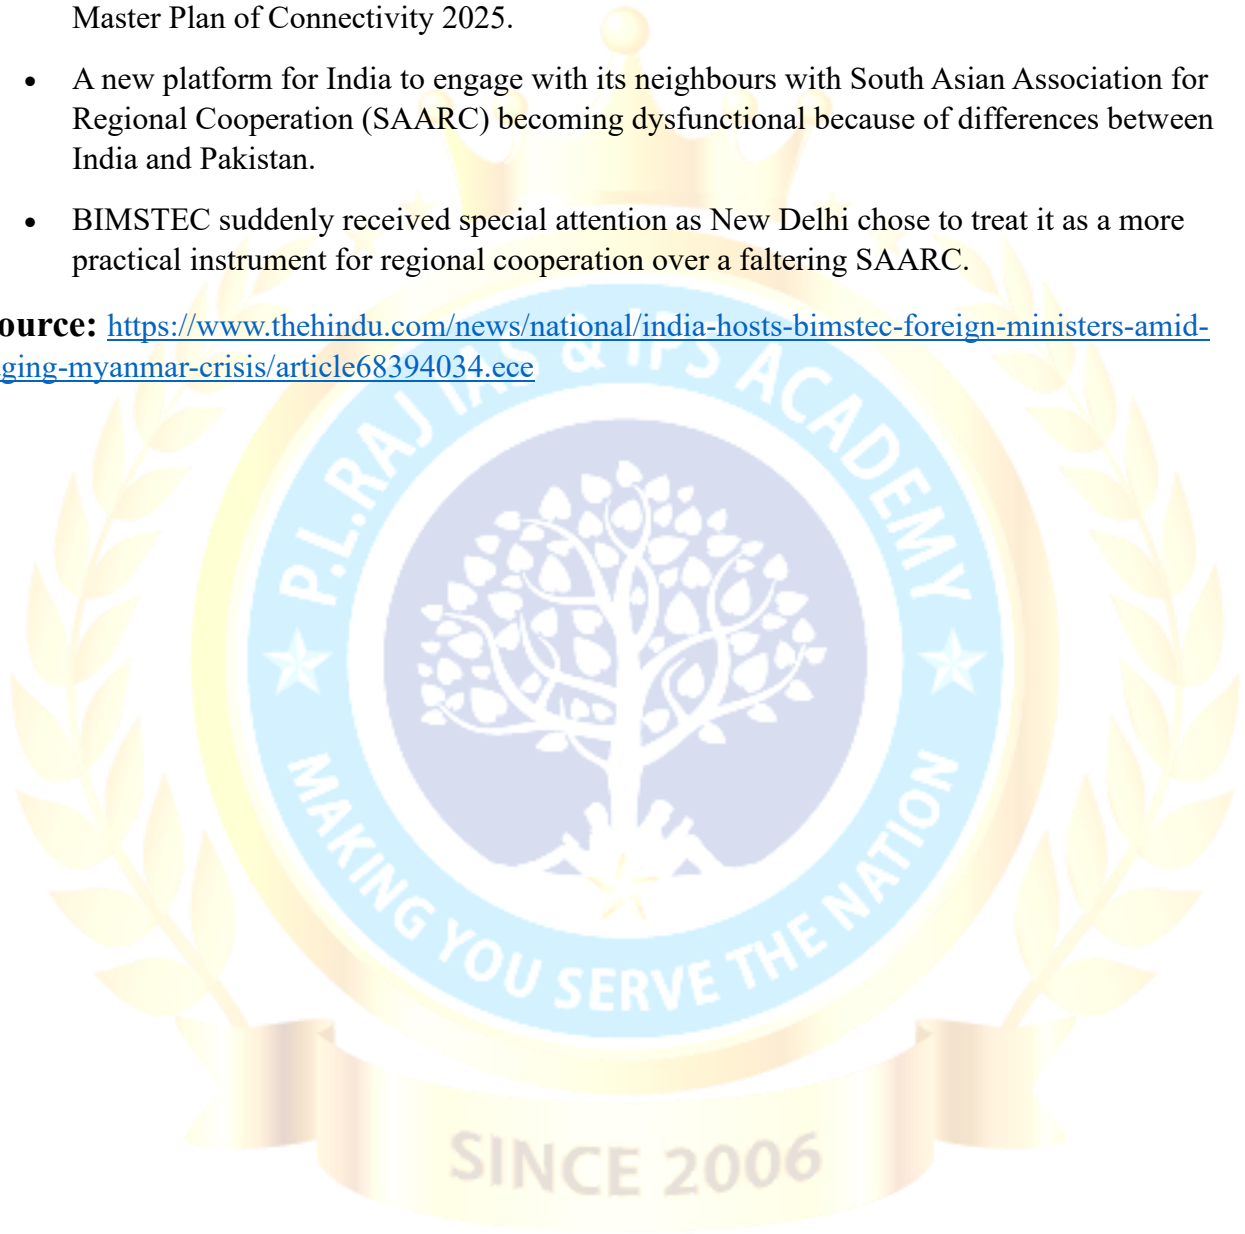 Master Plan of Connectivity 2025.
• A new platform for India to engage with its neighbours with South Asian Association for
Regional Cooperation (SAARC) becoming dysfunctional because of differences between
India and Pakistan.
• BIMSTEC suddenly received special attention as New Delhi chose to treat it as a more
practical instrument for regional cooperation over a faltering SAARC.
ource: https://www.thehindu.com/news/national/india-hosts-bimstec-foreign-ministers-amid-
ging-myanmar-crisis/article68394034.ece
P.L.RAJ IAS & IPS ACADEMY
MAKING YOU SERVE THE NATION
SINCE 2006